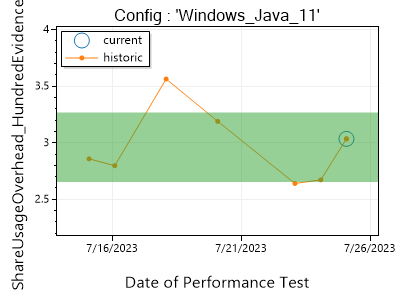 Config : 'Windows_Java_11'
current
historic
4
3.5
3
2.5
7/16/2023
7/21/2023
7/26/2023
Date of Performance Test
ShareUsageOverhead_HundredEvidence